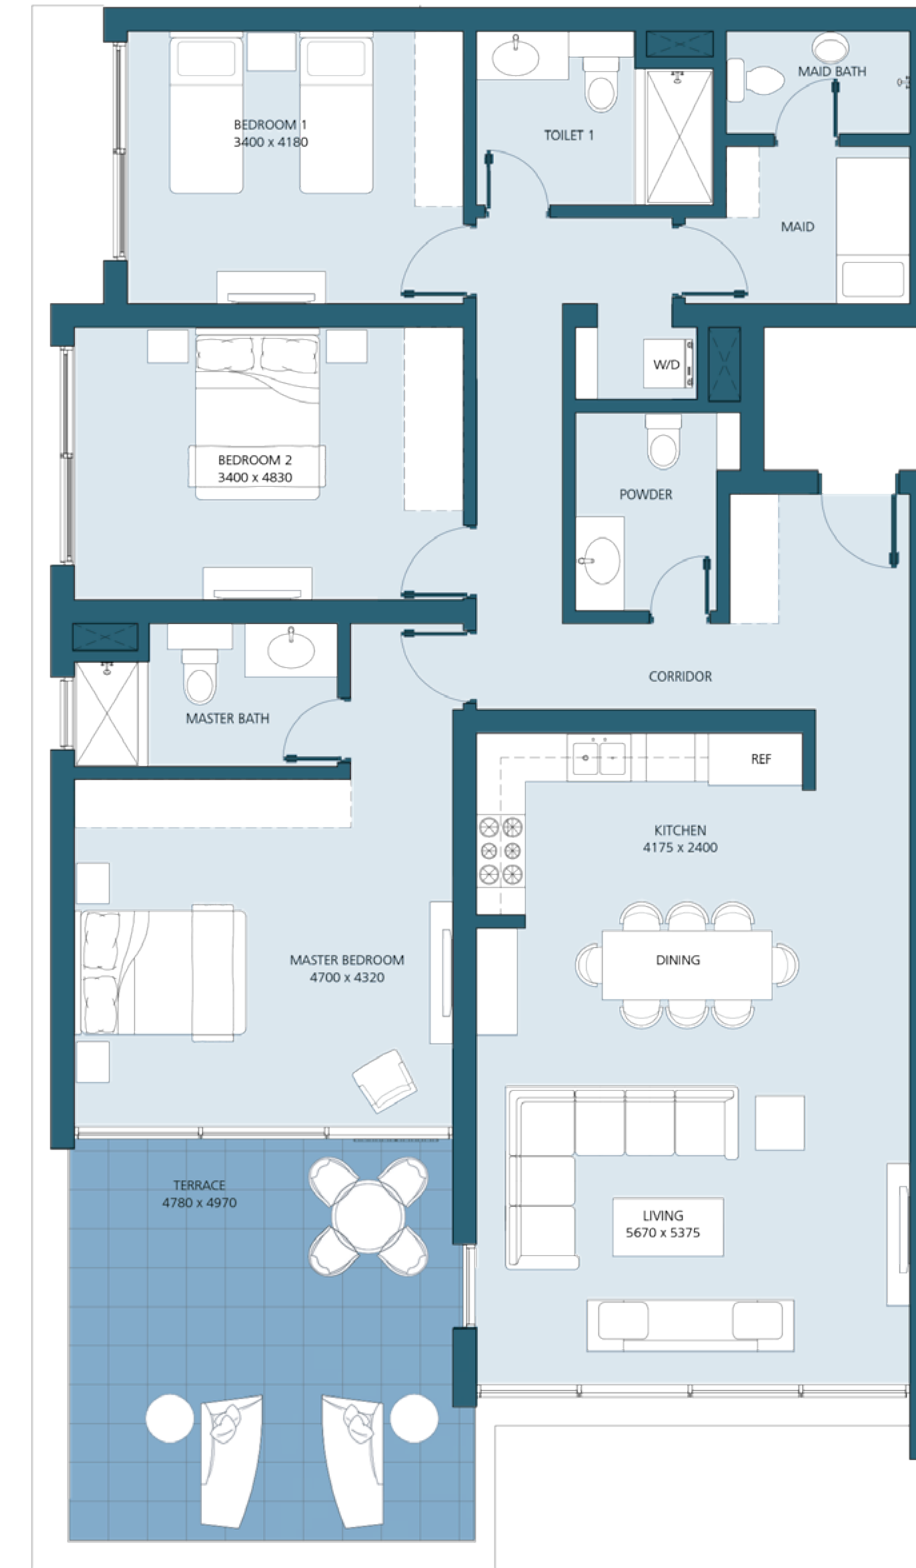 MAID BATH
BEDROOM 1
3400 x 4180
TOILET 1
MAID
W/D
BEDROOM 2
3400 x 4830
POWDER
CORRIDOR
MASTER BATH
REF
KITCHEN
4175 x 2400
MASTER BEDROOM
4700 x 4320
DINING
TERRACE
4780 x 4970
LIVING
5670 x 5375